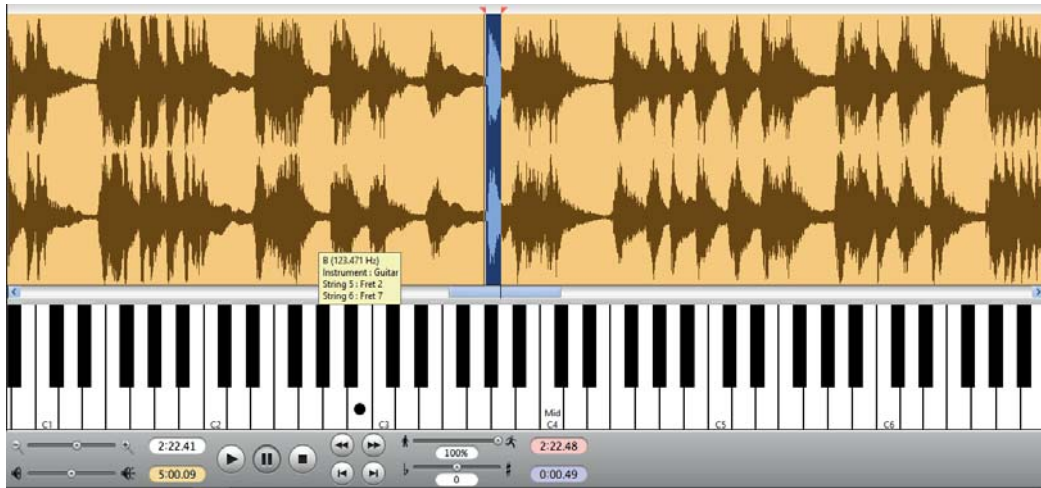 B (123.471 Hz)
Instrument : Guitar
String 5 : Fret 2
String 6 : Fret 7
Mid
C1 C2 C3 C4 C5 C6
2:22.41
100%
2:22.48
5:00.09
♭
0
♯
0:00.49